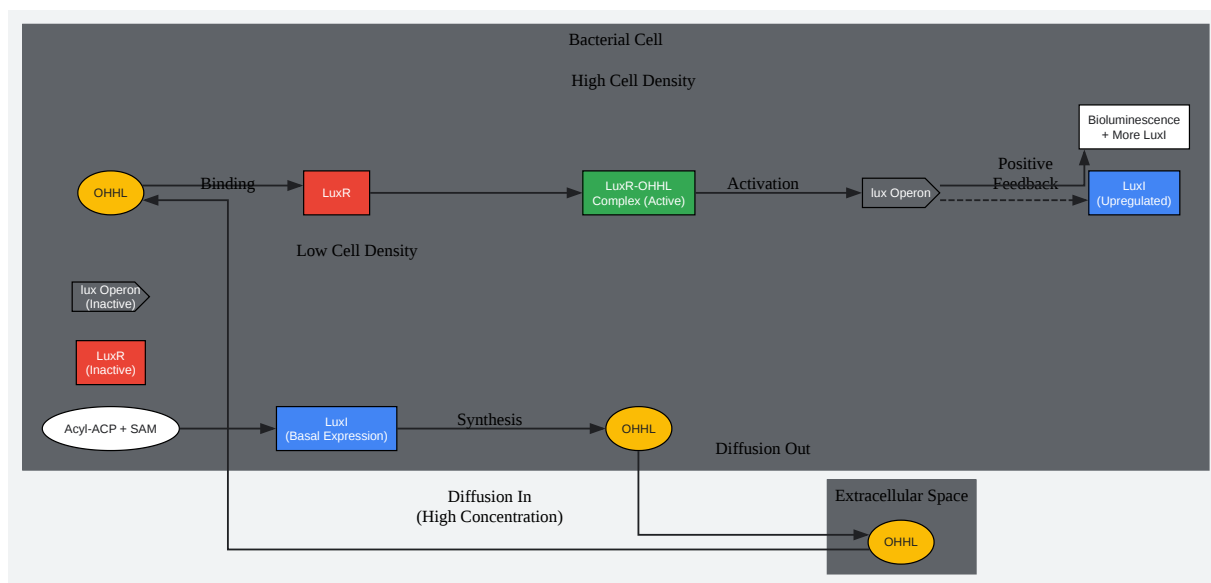 Bacterial Cell
High Cell Density
Bioluminescence
+ More LuxI
OHHL
Binding
LuxR
LuxR-OHHL
Complex (Active)
Activation
lux Operon
Positive
Feedback
LuxI
(Upregulated)
Low Cell Density
lux Operon
(Inactive)
LuxR
(Inactive)
Acyl-ACP + SAM
LuxI
(Basal Expression)
Synthesis
OHHL
Diffusion Out
Diffusion In
(High Concentration)
Extracellular Space
OHHL